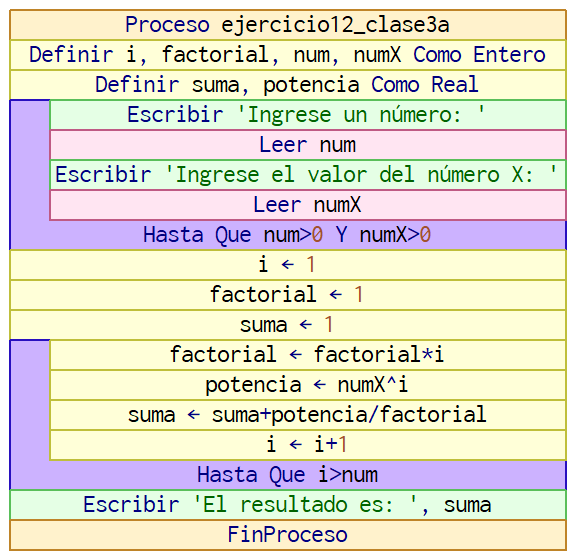 Proceso ejercicio12_clase3a
Definir i, factorial, num, numX Como Entero
Definir suma, potencia Como Real
Escribir 'Ingrese un número: '
Leer num
Escribir 'Ingrese el valor del número X: '
Leer numX
Hasta Que num>0 Y numX>0
i ← 1
factorial ← 1
suma ← 1
factorial ← factorial*i
potencia ← numX^i
suma ← suma+potencia/factorial
i ← i+1
Hasta Que i>num
Escribir 'El resultado es: ', suma
FinProceso